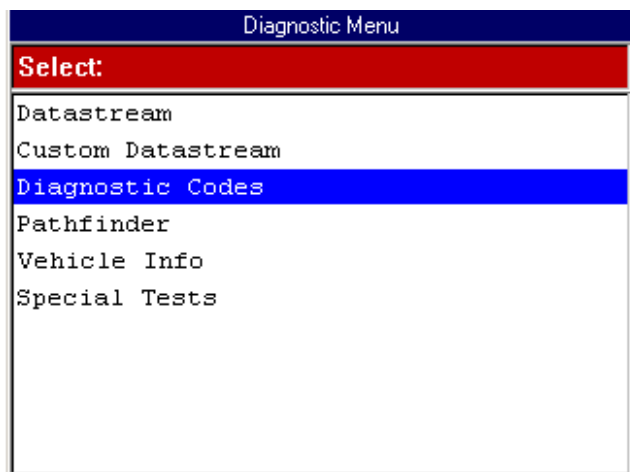 Diagnostic Menu
Select:
Datastream
Custom Datastream
Diagnostic Codes
Pathfinder
Vehicle Info
Special Tests